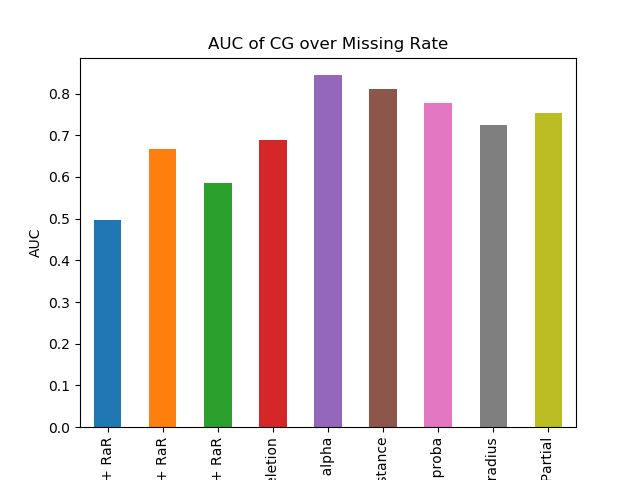 AUC of CG over Missing Rate
AUC
0.8
0.7
0.6
0.5
0.4
0.3
0.2
0.1
0.0
+ RaR
+ RaR
+ RaR
eletion
alpha
stance
proba
radius
Partial